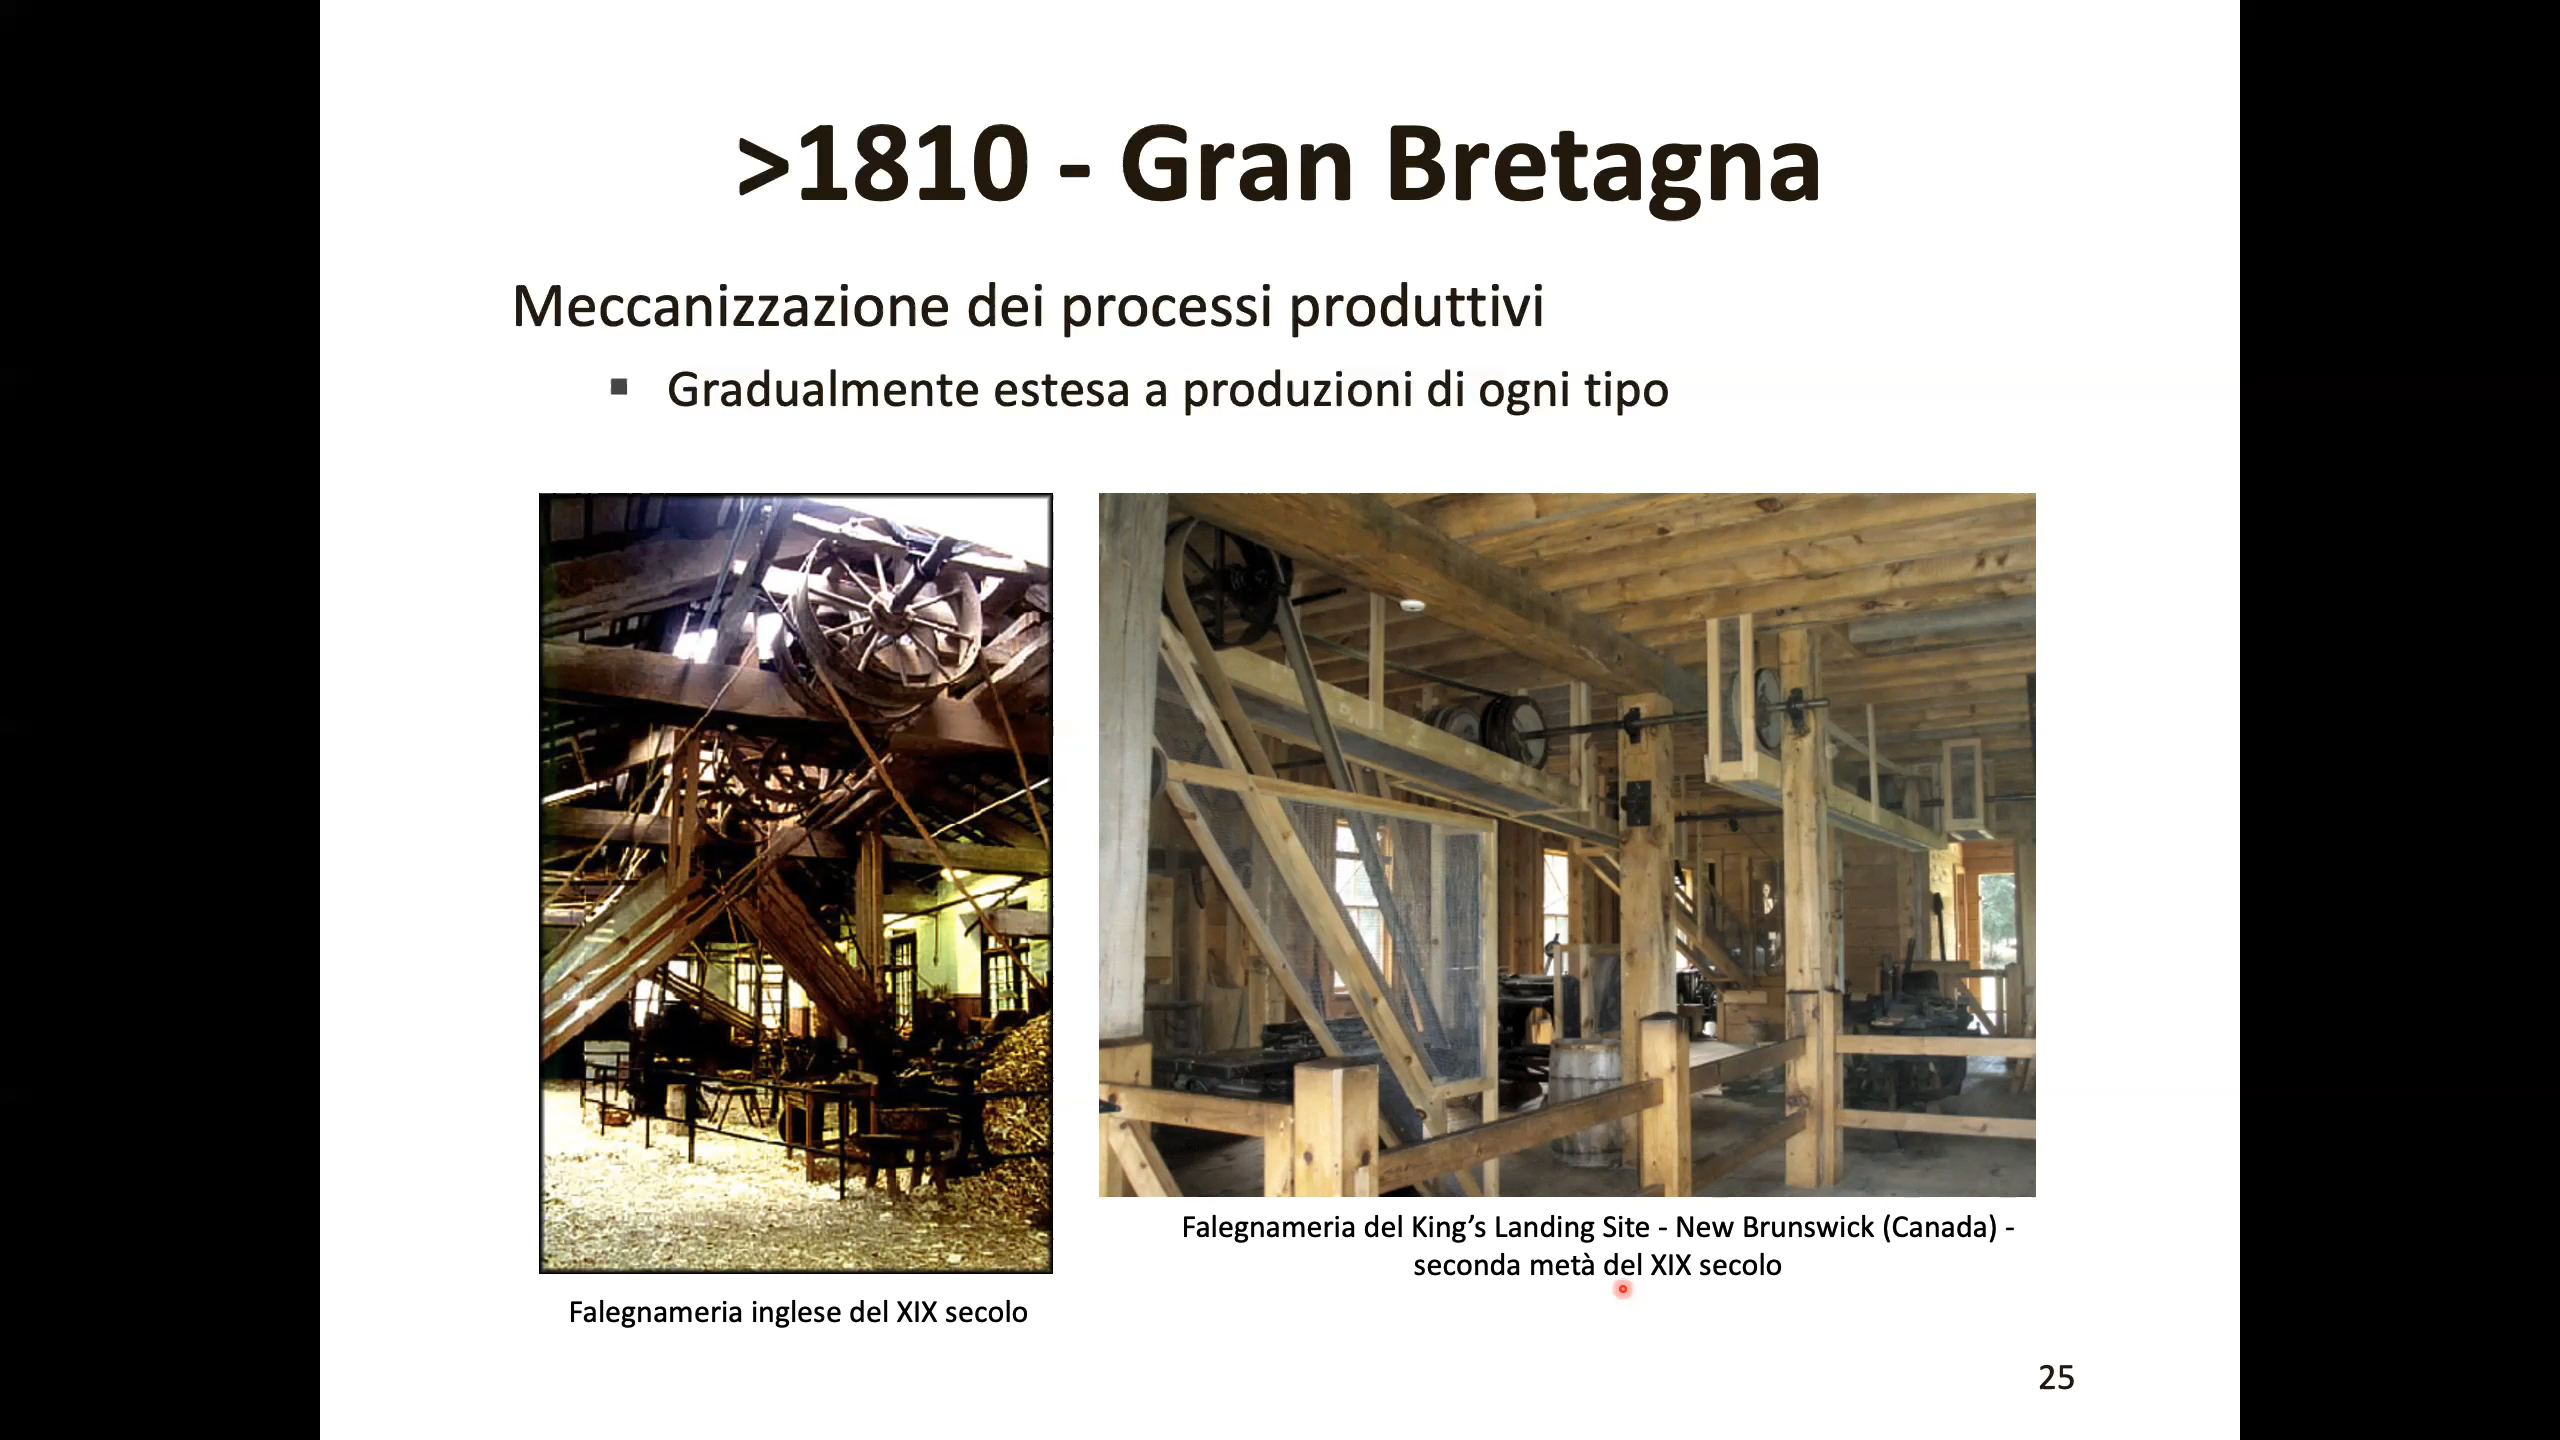 >1810 - Gran Bretagna
Meccanizzazione dei processi produttivi
▪ Gradualmente estesa a produzioni di ogni tipo
Falegnameria inglese del XIX secolo
Falegnameria del King’s Landing Site - New Brunswick (Canada) -
seconda metà del XIX secolo
25